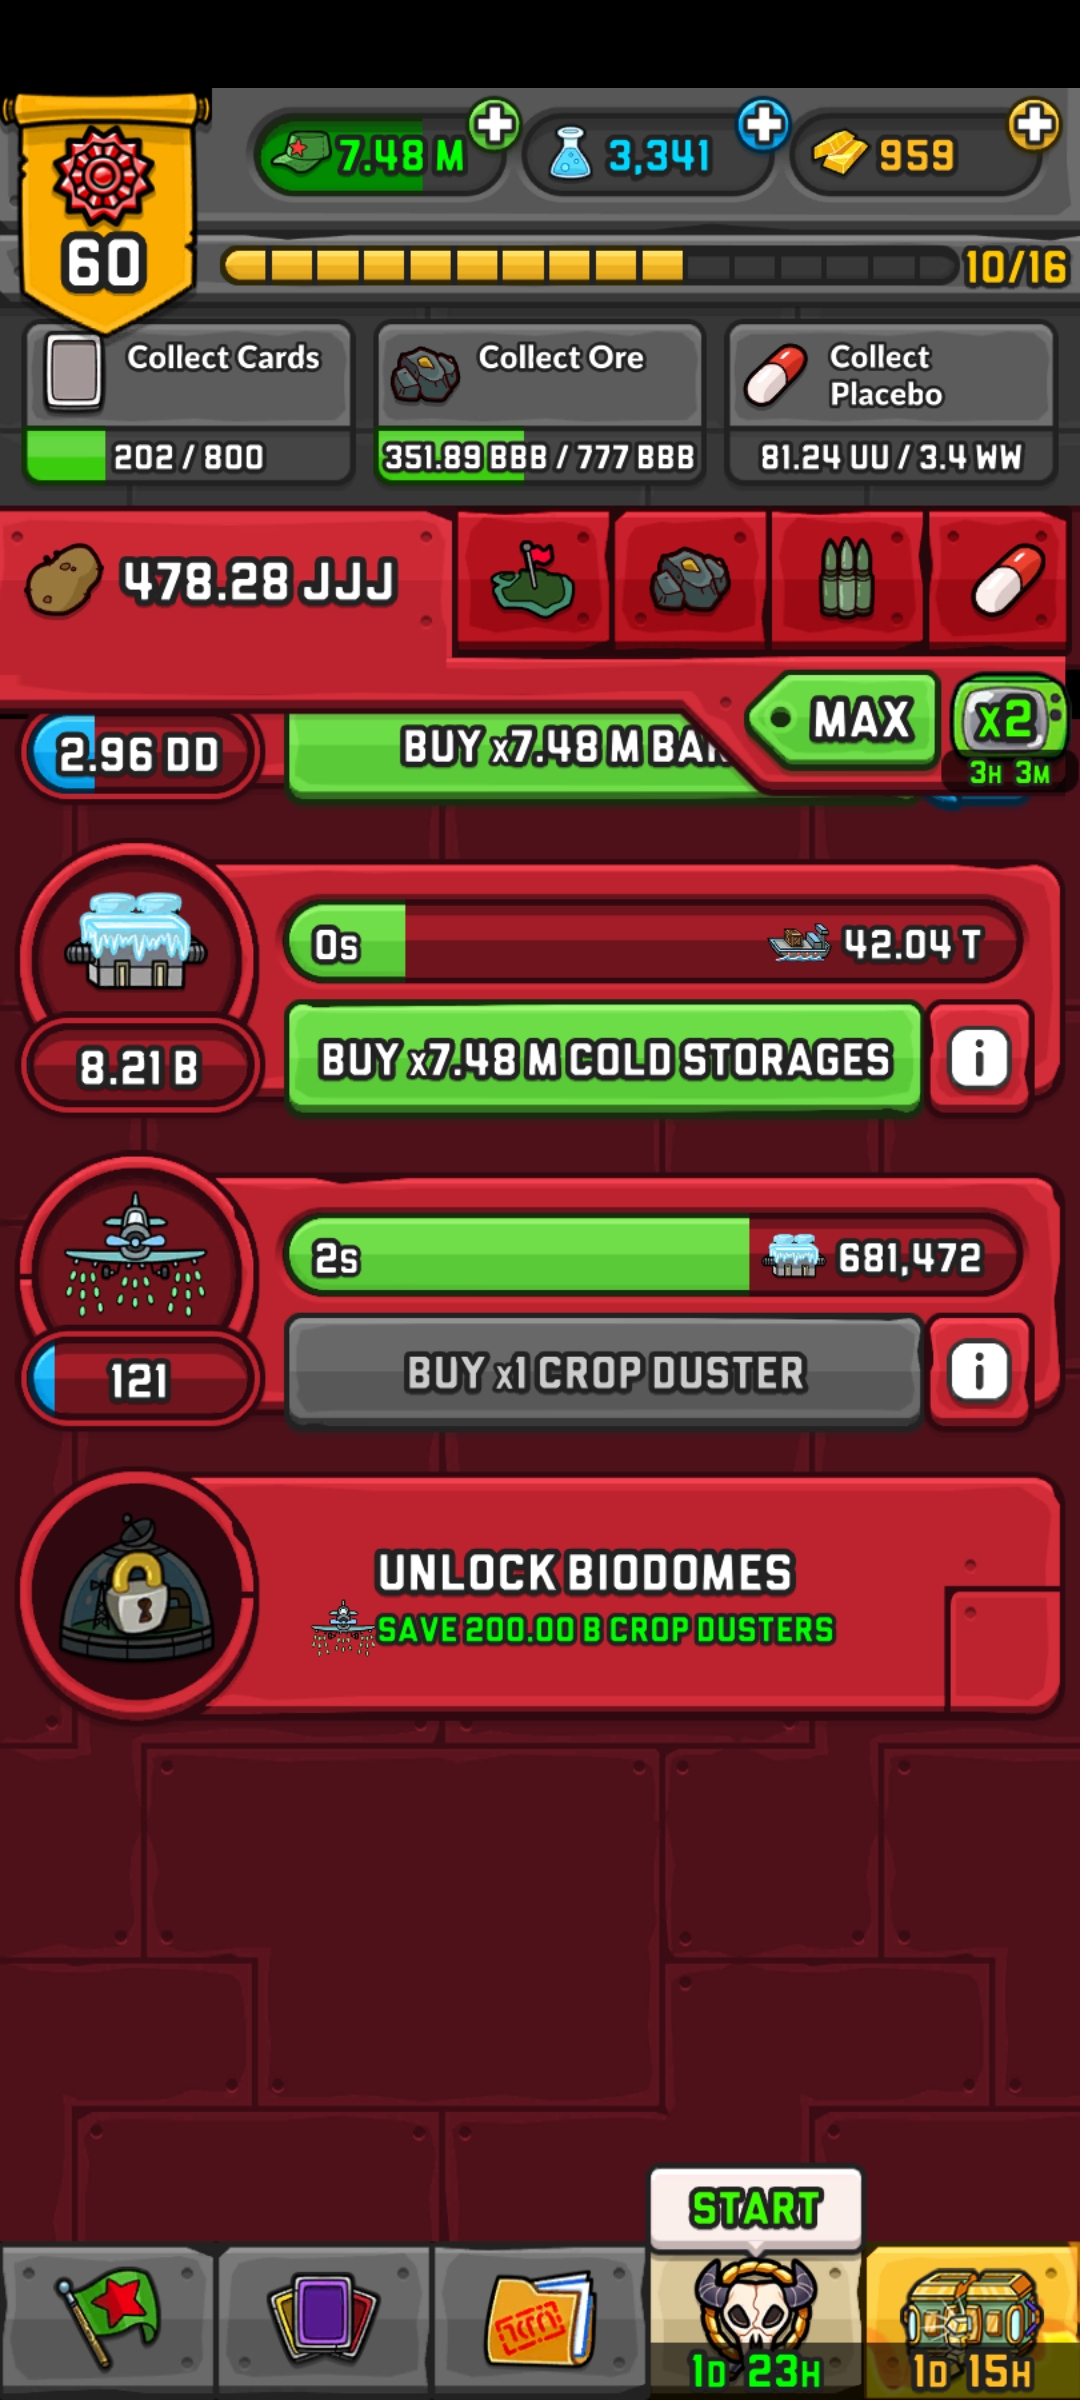 7.48 M
3,341
959
60
10/16
Collect Cards
202 / 800
Collect Ore
351.89 BBB / 777 BBB
Collect
Placebo
81.24 UU / 3.4 WW
478.28 JJJ
MAX
x2
3H 3M
2.96 DD
BUY x7.48 M
0s
42.04 T
8.21 B
BUY x7.48 M COLD STORAGES
i
2s
681,472
121
BUY x1 CROP DUSTER
i
UNLOCK BIODOMES
SAVE 200.00 B CROP DUSTERS
START
1D 23H
1D 15H